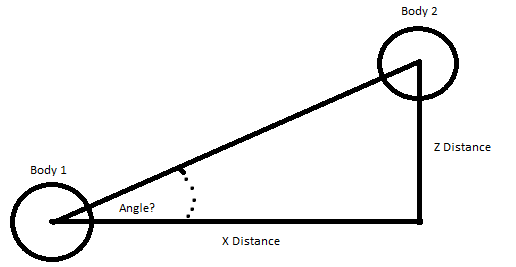 Body 2
Z Distance
Body 1
Angle?
X Distance